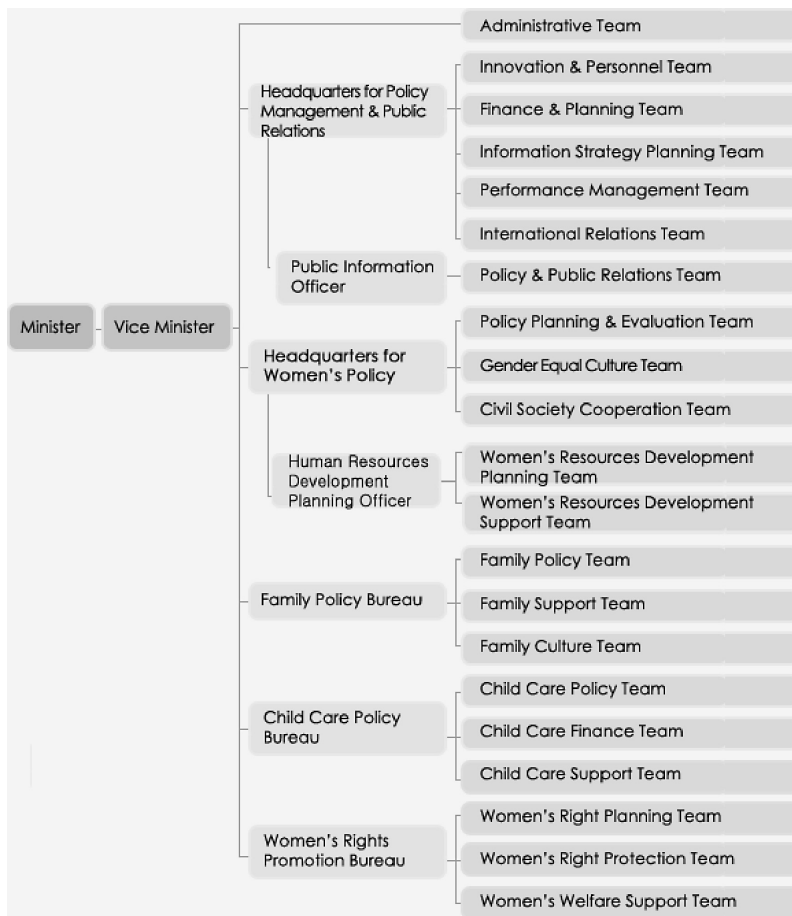 Administrative Team
Innovation & Personnel Team
Headquarters for Policy
Management & Public
Relations
Finance & Planning Team
Information Strategy Planning Team
Performance Management Team
International Relations Team
Public Information
Officer
Policy & Public Relations Team
Minister
Vice Minister
Policy Planning & Evaluation Team
Headquarters for
Women's Policy
Gender Equal Culture Team
Civil Society Cooperation Team
Human Resources
Development
Planning Officer
Women's Resources Development
Planning Team
Women's Resources Development
Support Team
Family Policy Team
Family Policy Bureau
Family Support Team
Family Culture Team
Child Care Policy Team
Child Care Policy
Bureau
Child Care Finance Team
Child Care Support Team
Women's Right Planning Team
Women's Rights
Promotion Bureau
Women's Right Protection Team
Women's Welfare Support Team